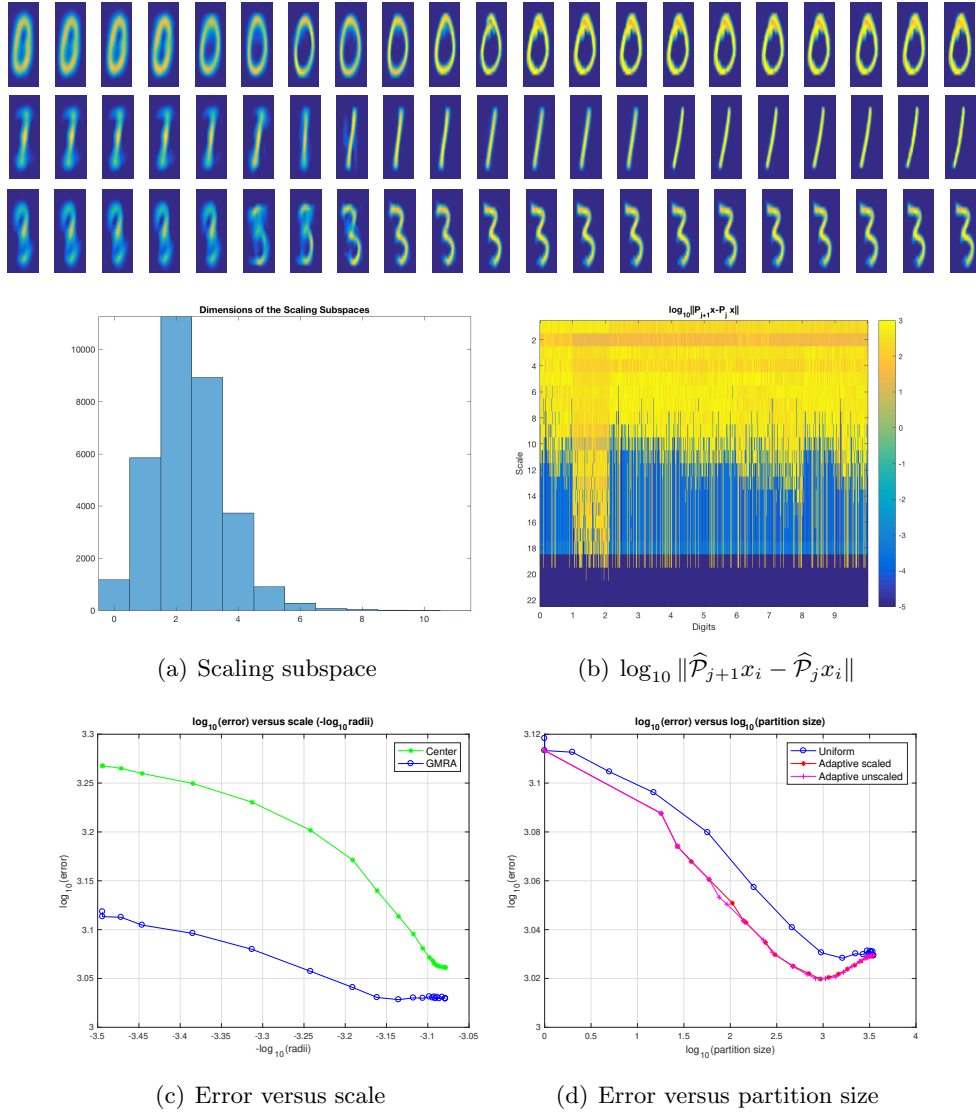 Dimensions of the Scaling Subspaces
10000
8000
6000
4000
2000
0
0 2 4 6 8 10
log10||Pj+1x-Pj x||
Scale
2
4
6
8
10
12
14
16
18
20
22
0 1 2 3 4 5 6 7 8 9
Digits
3
2
1
0
-1
-2
-3
-4
-5
(a) Scaling subspace
(b) log₁₀ ‖P̂ⱼ₊₁xᵢ − P̂ⱼxᵢ‖
log10(error) versus scale (-log10radii)
log10(error)
3.3
3.25
3.2
3.15
3.1
3.05
3
-3.5 -3.45 -3.4 -3.35 -3.3 -3.25 -3.2 -3.15 -3.1 -3.05
-log10(radii)
Center
GMRA
log10(error) versus log10(partition size)
log10(error)
3.12
3.1
3.08
3.06
3.04
3.02
3
0 0.5 1 1.5 2 2.5 3 3.5 4
log10(partition size)
Uniform
Adaptive scaled
Adaptive unscaled
(c) Error versus scale
(d) Error versus partition size